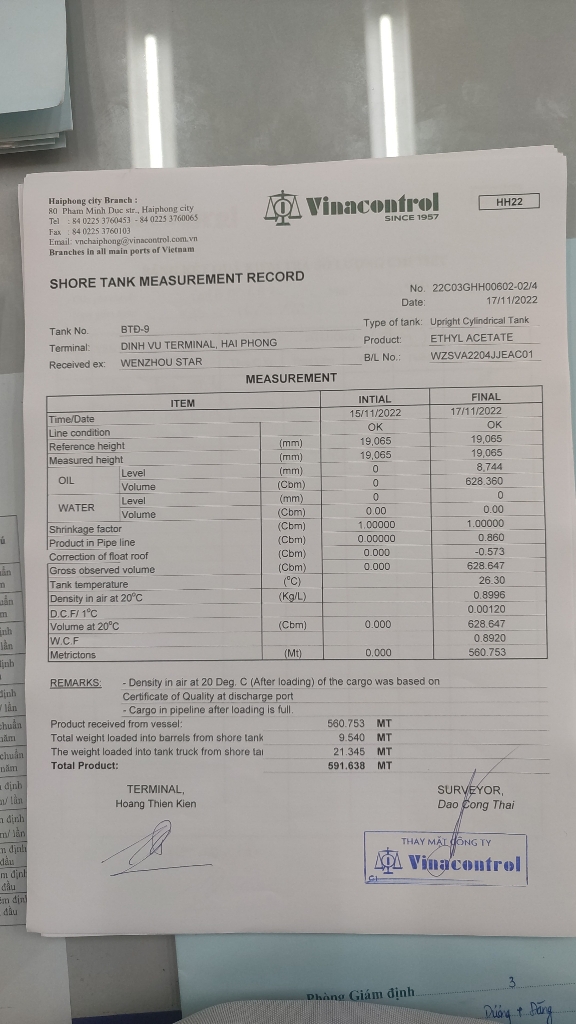 Haiphong city Branch :
80 Pham Minh Duc str., Haiphong city
Tel : 84 0225 3760453 - 84 0225 3760065
Fax : 84 0225 3760103
Email: vnchaiphong@vinacontrol.com.vn
Branches in all main ports of Vietnam
Vinacontrol
SINCE 1957
HH22
SHORE TANK MEASUREMENT RECORD
No. 22C03GHH00602-02/4
Date: 17/11/2022
Tank No. BTĐ-9 Type of tank: Upright Cylindrical Tank
Terminal: DINH VU TERMINAL, HAI PHONG Product: ETHYL ACETATE
Received ex: WENZHOU STAR B/L No.: WZSVA2204JJEAC01
MEASUREMENT
ITEM INTIAL FINAL
Time/Date 15/11/2022 17/11/2022
Line condition OK OK
Reference height (mm) 19,065 19,065
Measured height (mm) 19,065 19,065
OIL Level (mm) 0 8,744
Volume (Cbm) 0 628.360
WATER Level (mm) 0 0
Volume (Cbm) 0.00 0.00
Shrinkage factor (Cbm) 1.00000 1.00000
Product in Pipe line (Cbm) 0.00000 0.860
Correction of float roof (Cbm) 0.000 -0.573
Gross observed volume (Cbm) 0.000 628.647
Tank temperature (°C) 26.30
Density in air at 20°C (Kg/L) 0.8996
D.C.F/ 1°C 0.00120
Volume at 20°C (Cbm) 0.000 628.647
W.C.F 0.8920
Metrictons (Mt) 0.000 560.753
REMARKS: - Density in air at 20 Deg. C (After loading) of the cargo was based on
Certificate of Quality at discharge port
- Cargo in pipeline after loading is full.
Product received from vessel: 560.753 MT
Total weight loaded into barrels from shore tank 9.540 MT
The weight loaded into tank truck from shore tai 21.345 MT
Total Product: 591.638 MT
TERMINAL, SURVEYOR,
Hoang Thien Kien Dao Cong Thai
THAY MẶT CÔNG TY
Vinacontrol
Phòng Giám định
3